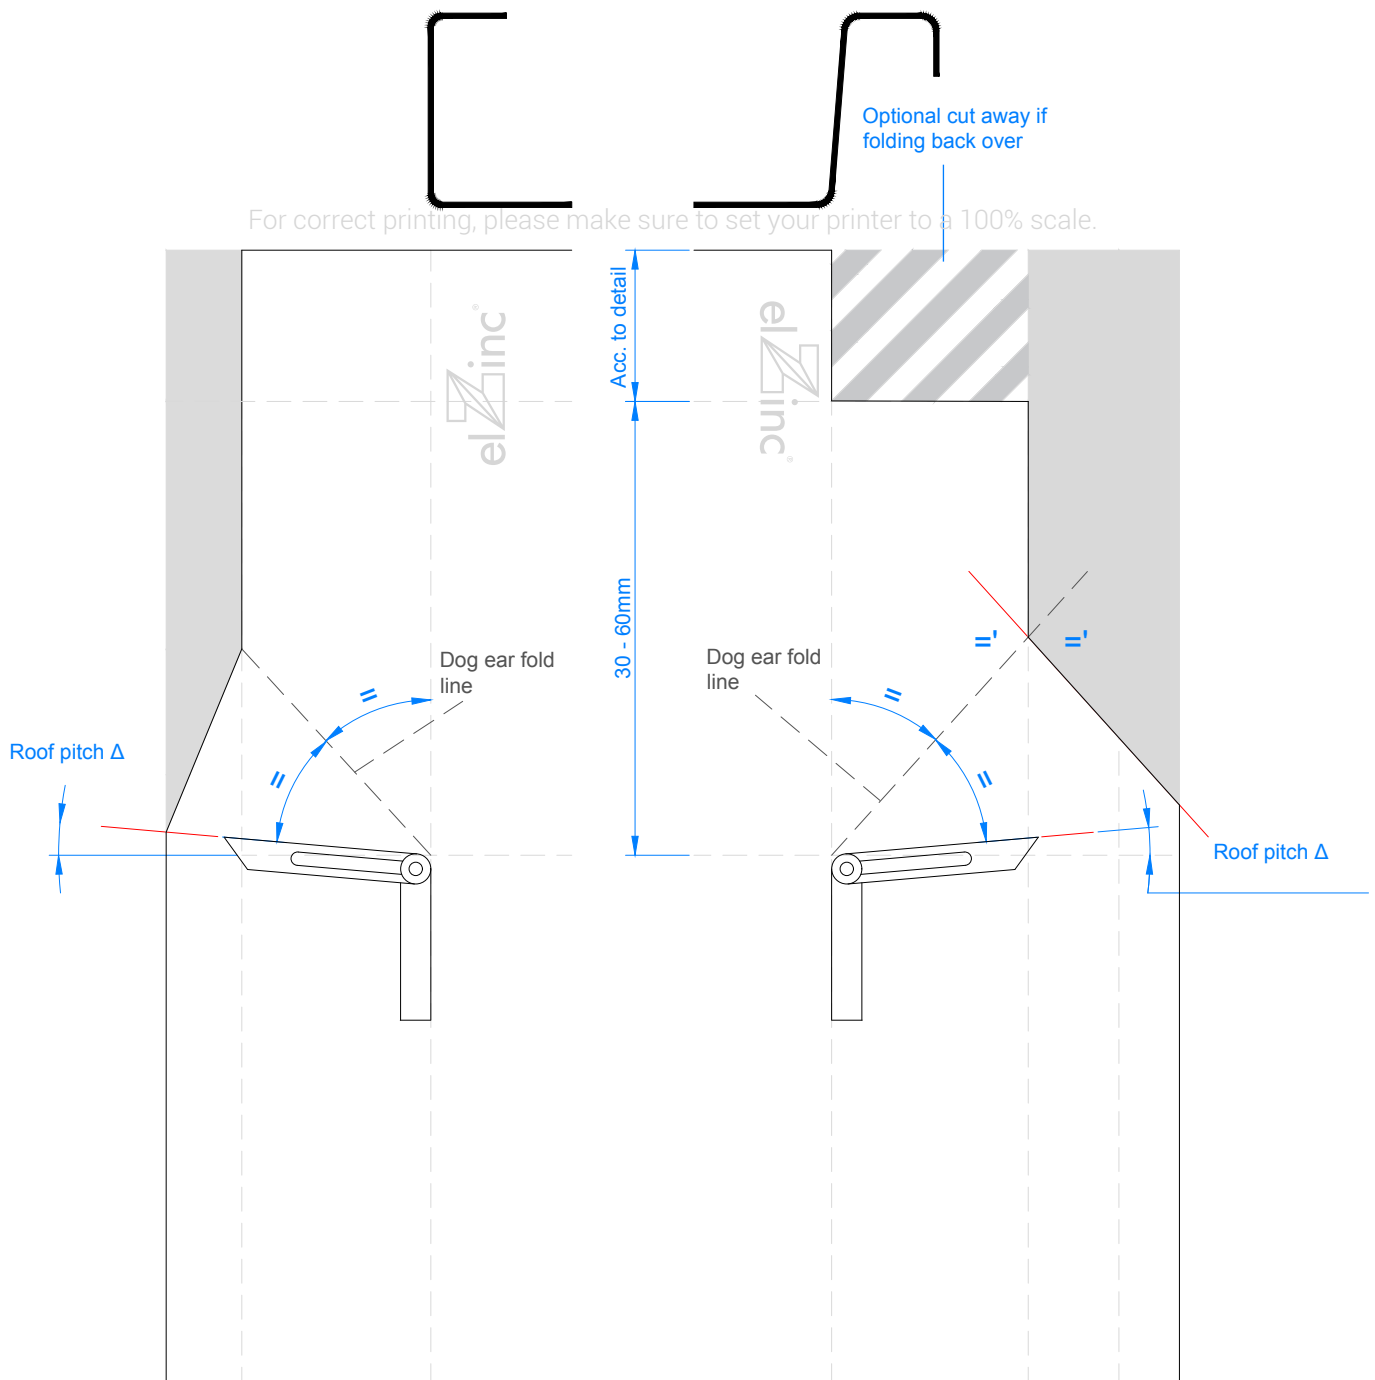 Optional cut away if
folding back over
For correct printing, please make sure to set your printer to a 100% scale.
Acc. to detail
elZinc®
elZinc®
30 - 60mm
='
='
Dog ear fold
line
Dog ear fold
line
=
=
=
=
Roof pitch Δ
Roof pitch Δ